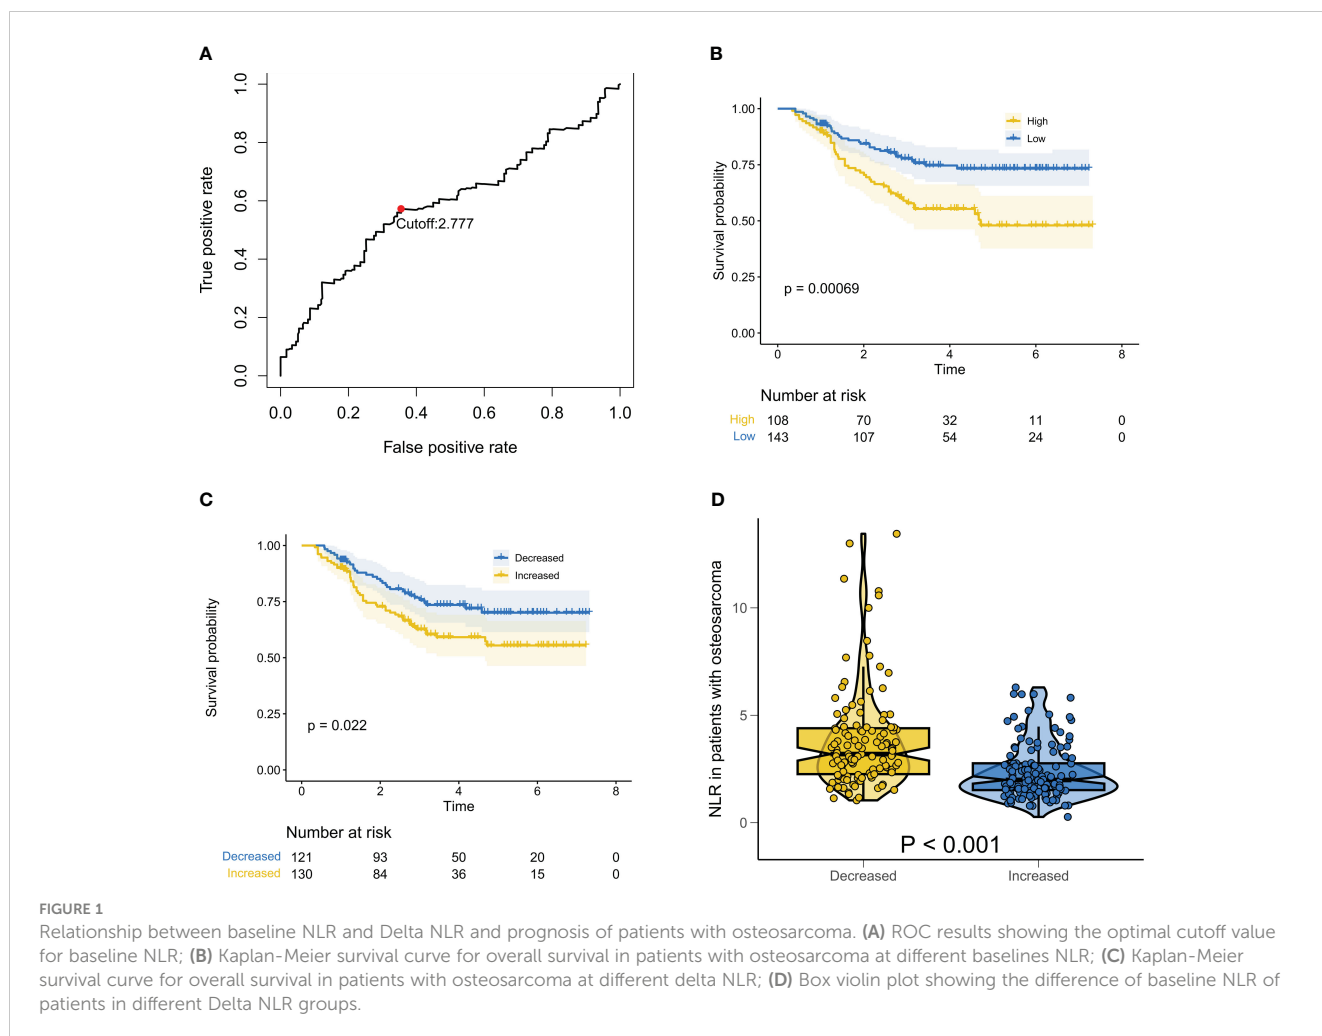 A
1.0
0.8
0.6
0.4
0.2
0.0
True positive rate
Cutoff:2.777
0.0 0.2 0.4 0.6 0.8 1.0
False positive rate
B
1.00
0.75
0.50
0.25
0.00
Survival probability
High
Low
p = 0.00069
0 2 4 6 8
Time
Number at risk
High 108 70 32 11 0
Low 143 107 54 24 0
C
1.00
0.75
0.50
0.25
0.00
Survival probability
Decreased
Increased
p = 0.022
0 2 4 6 8
Time
Number at risk
Decreased 121 93 50 20 0
Increased 130 84 36 15 0
D
10
5
0
NLR in patients with osteosarcoma
P < 0.001
Decreased Increased
FIGURE 1
Relationship between baseline NLR and Delta NLR and prognosis of patients with osteosarcoma. (A) ROC results showing the optimal cutoff value
for baseline NLR; (B) Kaplan-Meier survival curve for overall survival in patients with osteosarcoma at different baselines NLR; (C) Kaplan-Meier
survival curve for overall survival in patients with osteosarcoma at different delta NLR; (D) Box violin plot showing the difference of baseline NLR of
patients in different Delta NLR groups.